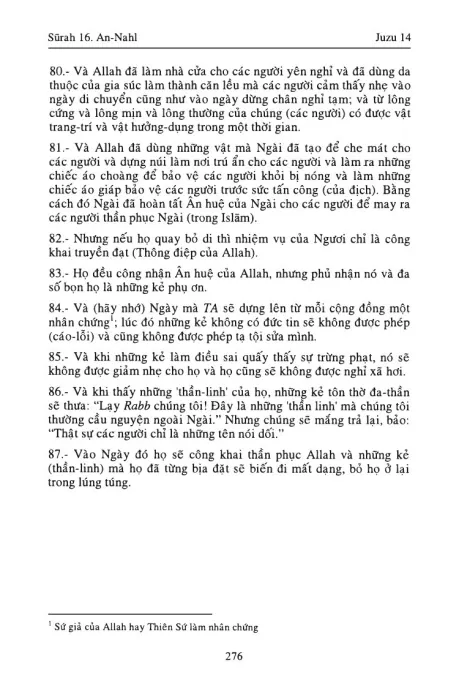 Sūrah 16. An-Nahl Juzu 14
80.- Và Allah đã làm nhà cửa cho các người yên nghỉ và đã dùng da
thuộc của gia súc làm thành căn lều mà các người cảm thấy nhẹ vào
ngày di chuyển cũng như vào ngày dừng chân nghỉ tạm; và từ lông
cứng và lông mịn và lông thường của chúng (các người) có được vật
trang-trí và vật hưởng-dụng trong một thời gian.
81.- Và Allah đã dùng những vật mà Ngài đã tạo để che mát cho
các người và dựng núi làm nơi trú ẩn cho các người và làm ra những
chiếc áo choàng để bảo vệ các người khỏi bị nóng và làm những
chiếc áo giáp bảo vệ các người trước sức tấn công (của địch). Bằng
cách đó Ngài đã hoàn tất Ân huệ của Ngài cho các người để may ra
các người thần phục Ngài (trong Islām).
82.- Nhưng nếu họ quay bỏ đi thì nhiệm vụ của Ngươi chỉ là công
khai truyền đạt (Thông điệp của Allah).
83.- Họ đều công nhận Ân huệ của Allah, nhưng phủ nhận nó và đa
số bọn họ là những kẻ phụ ơn.
84.- Và (hãy nhớ) Ngày mà TA sẽ dựng lên từ mỗi cộng đồng một
nhân chứng¹; lúc đó những kẻ không có đức tin sẽ không được phép
(cáo-lỗi) và cũng không được phép tạ tội sửa mình.
85.- Và khi những kẻ làm điều sai quấy thấy sự trừng phạt, nó sẽ
không được giảm nhẹ cho họ và họ cũng sẽ không được nghỉ xả hơi.
86.- Và khi thấy những 'thần-linh' của họ, những kẻ tôn thờ đa-thần
sẽ thưa: “Lạy Rabb chúng tôi! Đây là những 'thần linh' mà chúng tôi
thường cầu nguyện ngoài Ngài.” Nhưng chúng sẽ mắng trả lại, bảo:
“Thật sự các người chỉ là những tên nói dối.”
87.- Vào Ngày đó họ sẽ công khai thần phục Allah và những kẻ
(thần-linh) mà họ đã từng bịa đặt sẽ biến đi mất dạng, bỏ họ ở lại
trong lúng túng.
¹ Sứ giả của Allah hay Thiên Sứ làm nhân chứng
276